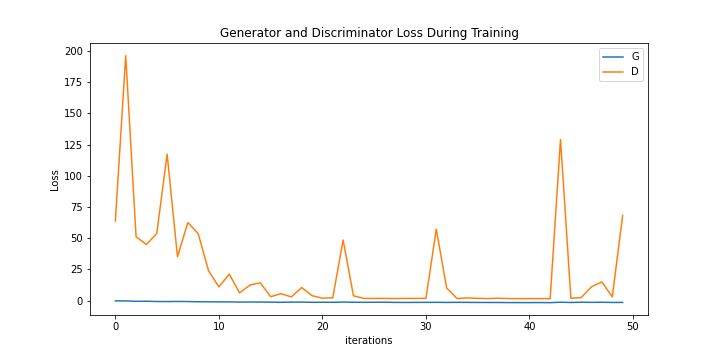 Generator and Discriminator Loss During Training
G
D
200
175
150
125
100
75
50
25
0
Loss
0 10 20 30 40 50
iterations